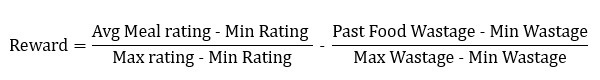 Reward = Avg Meal rating - Min Rating / Max rating - Min Rating - Past Food Wastage - Min Wastage / Max Wastage - Min Wastage